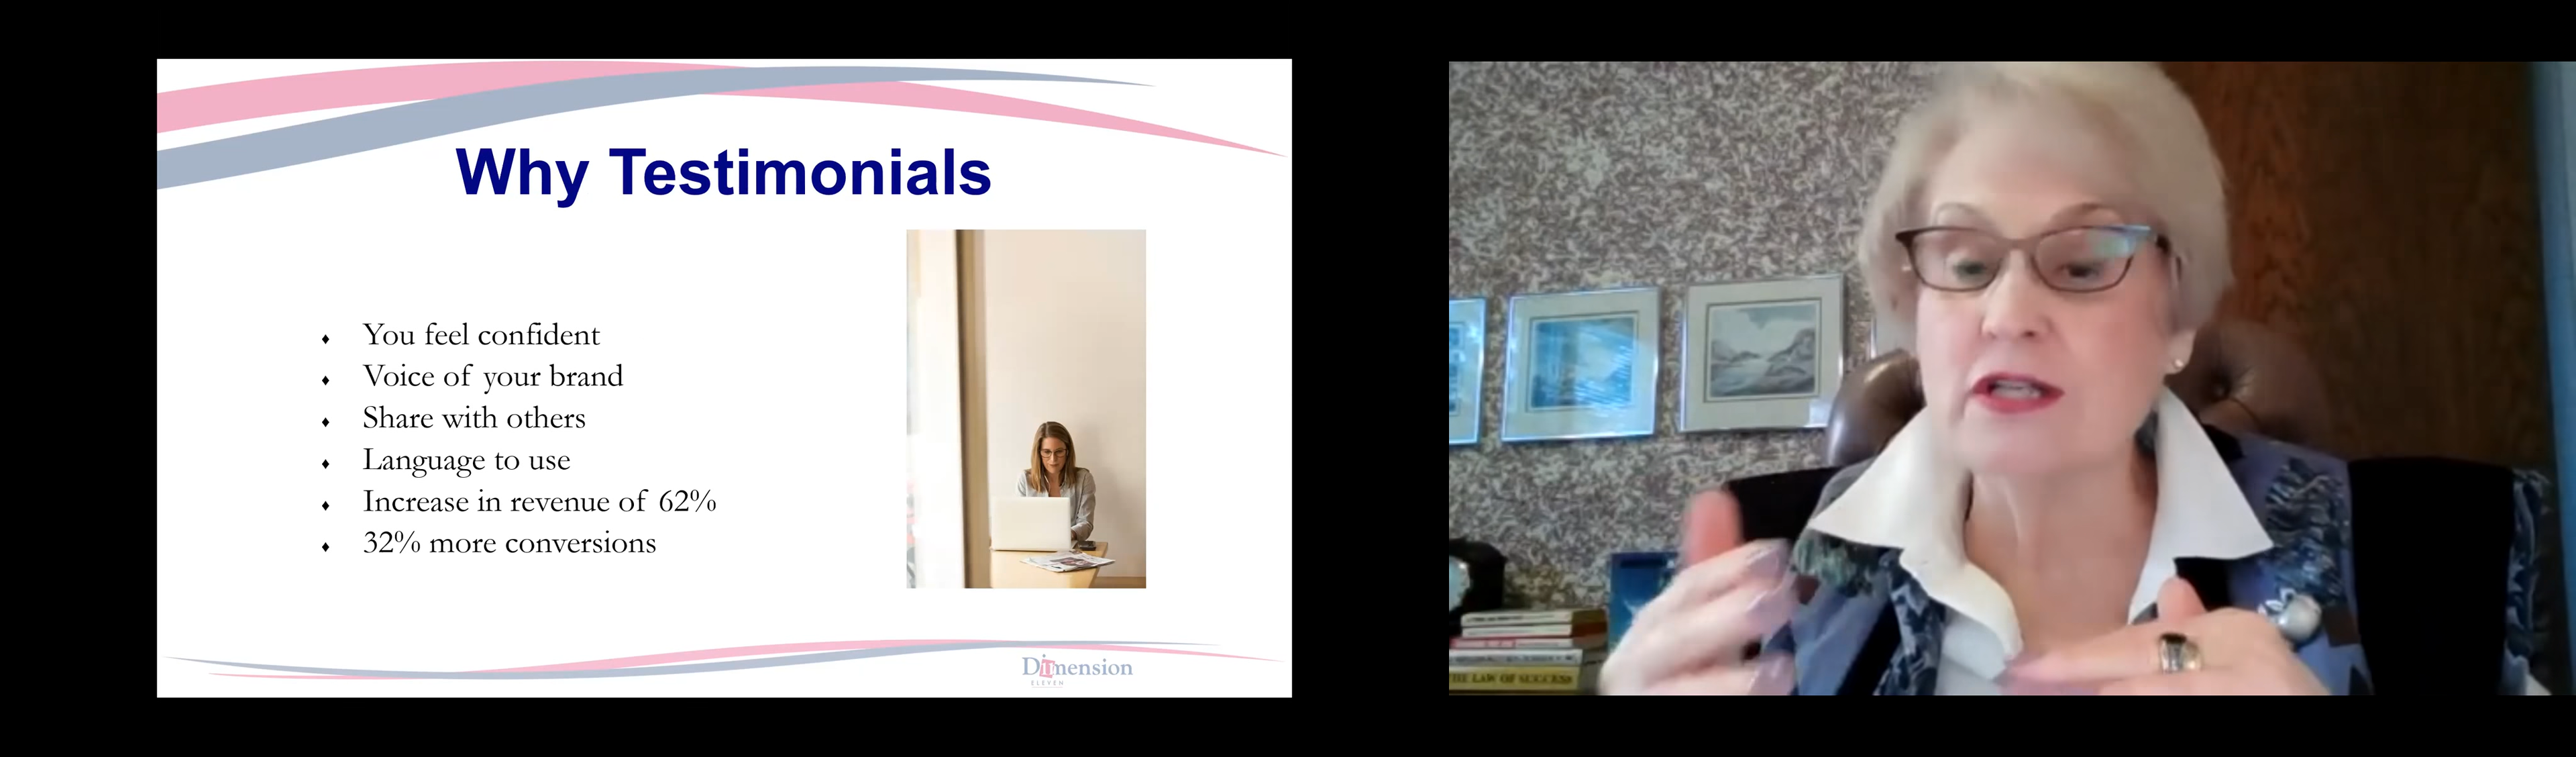 Why Testimonials
You feel confident
Voice of your brand
Share with others
Language to use
Increase in revenue of 62%
32% more conversions
Dimension
ELEVEN
THE LAW OF SUCCESS